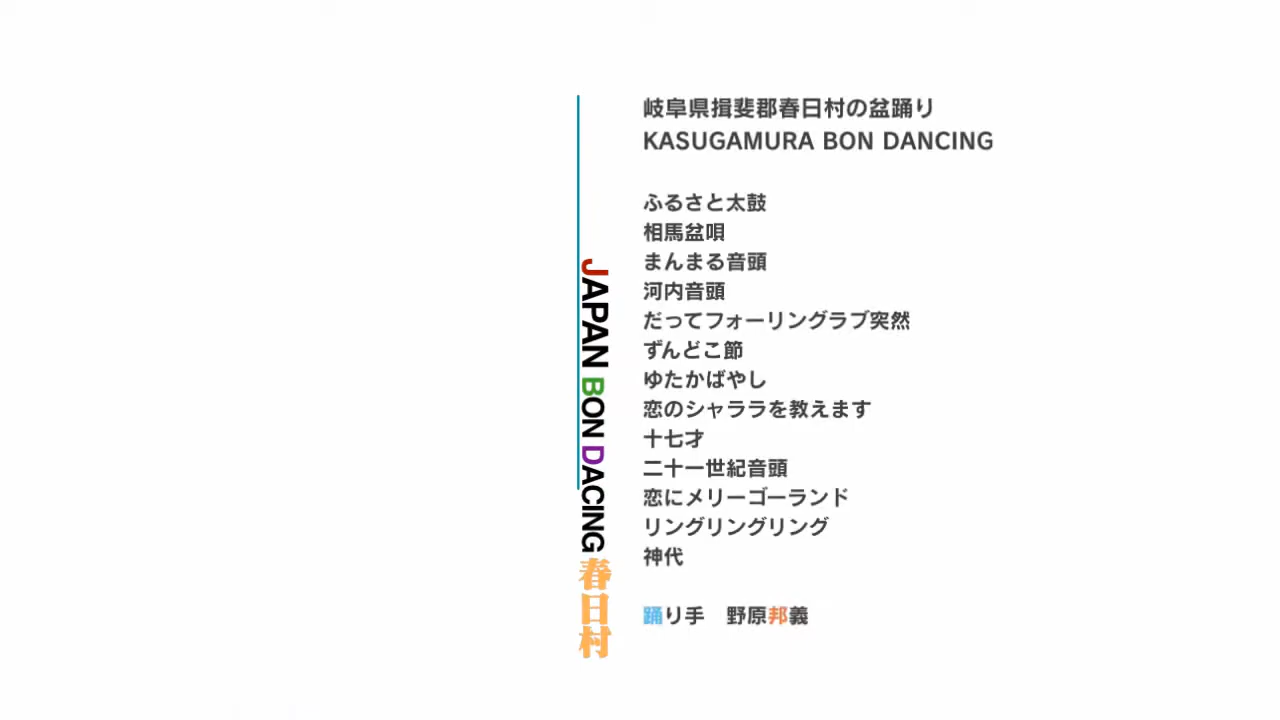 岐阜県揖斐郡春日村の盆踊り
KASUGAMURA BON DANCING
ふるさと太鼓
相馬盆唄
まんまる音頭
河内音頭
だってフォーリングラブ突然
ずんどこ節
ゆたかばやし
恋のシャララを教えます
十七才
二十一世紀音頭
恋にメリーゴーランド
リングリングリング
神代
踊り手　野原邦義
JAPAN BON DACING 春日村